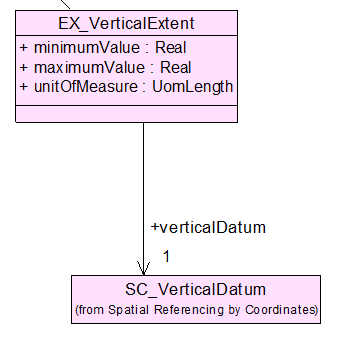 EX_VerticalExtent
+ minimumValue : Real
+ maximumValue : Real
+ unitOfMeasure : UomLength
+verticalDatum
1
SC_VerticalDatum
(from Spatial Referencing by Coordinates)